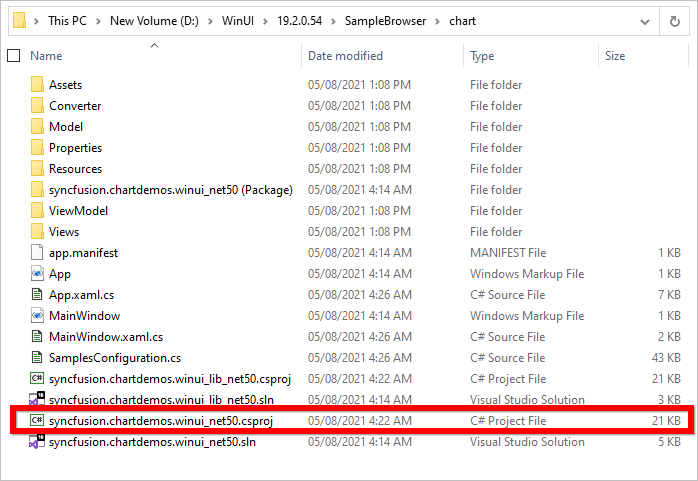 This PC > New Volume (D:) > WinUI > 19.2.0.54 > SampleBrowser > chart
Name Date modified Type Size
Assets 05/08/2021 1:08 PM File folder
Converter 05/08/2021 1:08 PM File folder
Model 05/08/2021 1:08 PM File folder
Properties 05/08/2021 1:08 PM File folder
Resources 05/08/2021 1:08 PM File folder
syncfusion.chartdemos.winui_net50 (Package) 05/08/2021 4:14 AM File folder
ViewModel 05/08/2021 1:08 PM File folder
Views 05/08/2021 1:08 PM File folder
app.manifest 05/08/2021 4:14 AM MANIFEST File 1 KB
App 05/08/2021 4:14 AM Windows Markup File 1 KB
App.xaml.cs 05/08/2021 4:26 AM C# Source File 7 KB
MainWindow 05/08/2021 4:14 AM Windows Markup File 1 KB
MainWindow.xaml.cs 05/08/2021 4:26 AM C# Source File 2 KB
SamplesConfiguration.cs 05/08/2021 4:26 AM C# Source File 43 KB
syncfusion.chartdemos.winui_lib_net50.csproj 05/08/2021 4:22 AM C# Project File 21 KB
syncfusion.chartdemos.winui_lib_net50.sln 05/08/2021 4:14 AM Visual Studio Solution 3 KB
syncfusion.chartdemos.winui_net50.csproj 05/08/2021 4:22 AM C# Project File 21 KB
syncfusion.chartdemos.winui_net50.sln 05/08/2021 4:14 AM Visual Studio Solution 5 KB